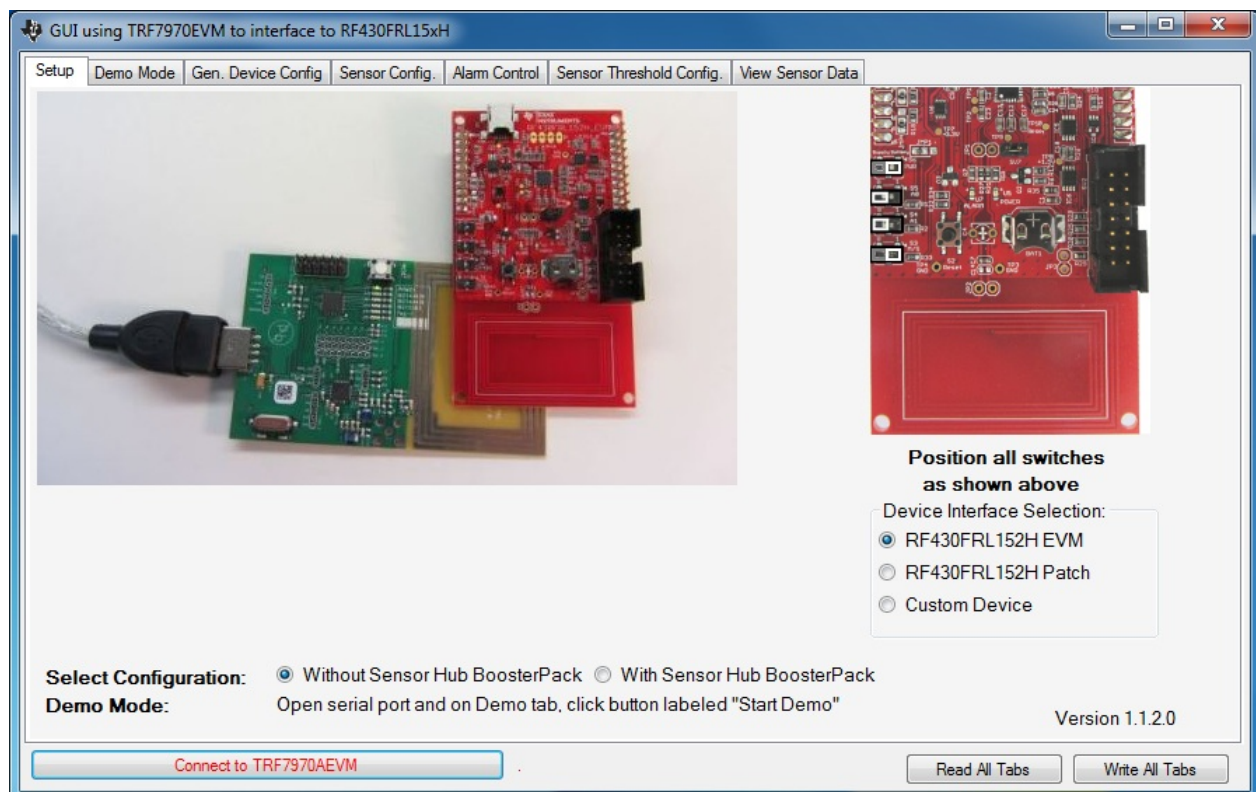 GUI using TRF7970EVM to interface to RF430FRL15xH
Setup Demo Mode Gen. Device Config Sensor Config. Alarm Control Sensor Threshold Config. View Sensor Data
Position all switches
as shown above
Device Interface Selection:
RF430FRL152H EVM
RF430FRL152H Patch
Custom Device
Select Configuration: Without Sensor Hub BoosterPack With Sensor Hub BoosterPack
Demo Mode: Open serial port and on Demo tab, click button labeled "Start Demo"
Version 1.1.2.0
Connect to TRF7970AEVM . Read All Tabs Write All Tabs